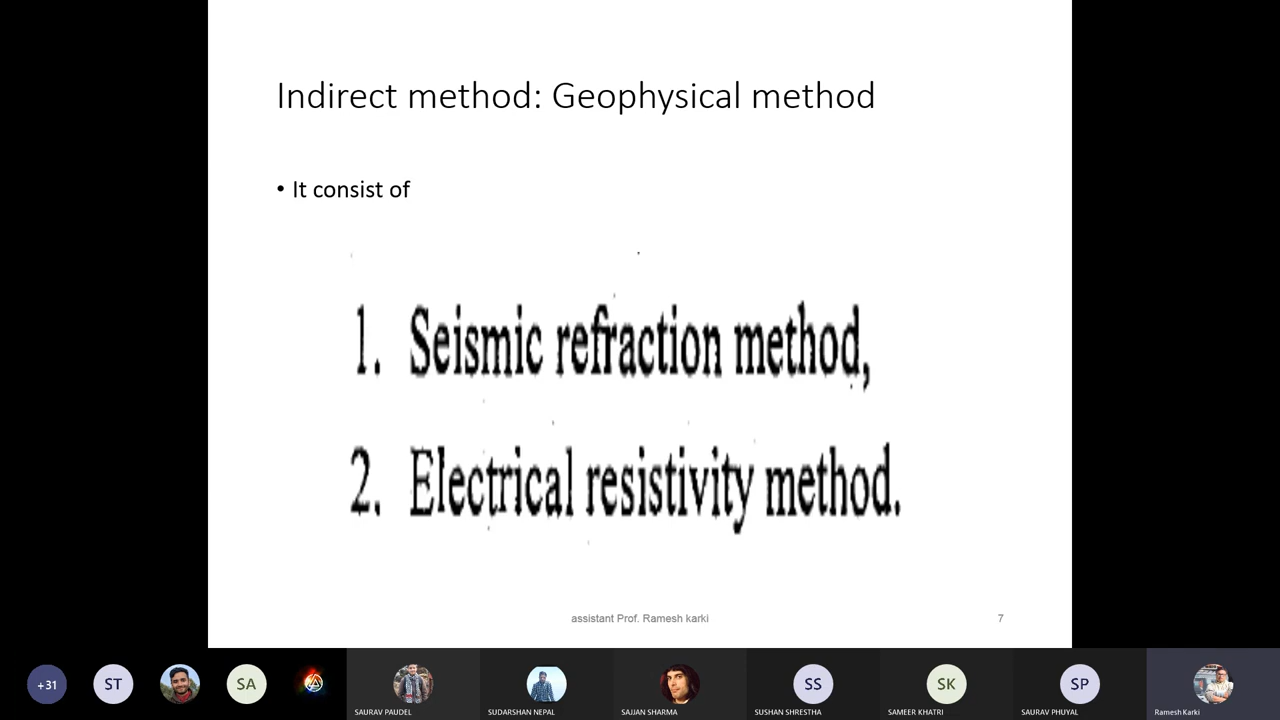 Indirect method: Geophysical method
• It consist of
1. Seismic refraction method,
2. Electrical resistivity method.
assistant Prof. Ramesh karki
7
+31
ST
SA
SAURAV PAUDEL
SUDARSHAN NEPAL
SAJJAN SHARMA
SS
SUSHAN SHRESTHA
SK
SAMEER KHATRI
SP
SAURAV PHUYAL
Ramesh Karki